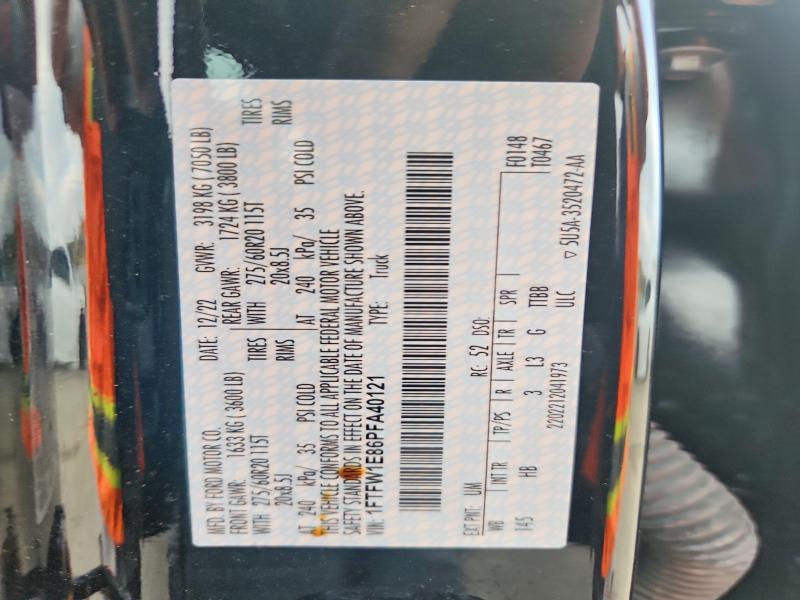 MFD. BY FORD MOTOR CO.
DATE: 12/22 GVWR: 3198 KG ( 7050 LB)
FRONT GAWR: 1633 KG ( 3600 LB) REAR GAWR: 1724 KG ( 3800 LB)
WITH 275/60R20 115T TIRES WITH 275/60R20 115T TIRES
20x8.5J RIMS 20x8.5J RIMS
AT 240 kPa/ 35 PSI COLD AT 240 kPa/ 35 PSI COLD
THIS VEHICLE CONFORMS TO ALL APPLICABLE FEDERAL MOTOR VEHICLE
SAFETY STANDARDS IN EFFECT ON THE DATE OF MANUFACTURE SHOWN ABOVE.
VIN: 1FTFW1E86PFA40121 TYPE: Truck
EXT PNT: UM RC: 52 DSO: F0148
WB INT TR TP/PS R AXLE TR SPR T0467
145 HB 3 L3 G TTBB
2202212041973 ULC
▽ 5U5A-3520472-AA